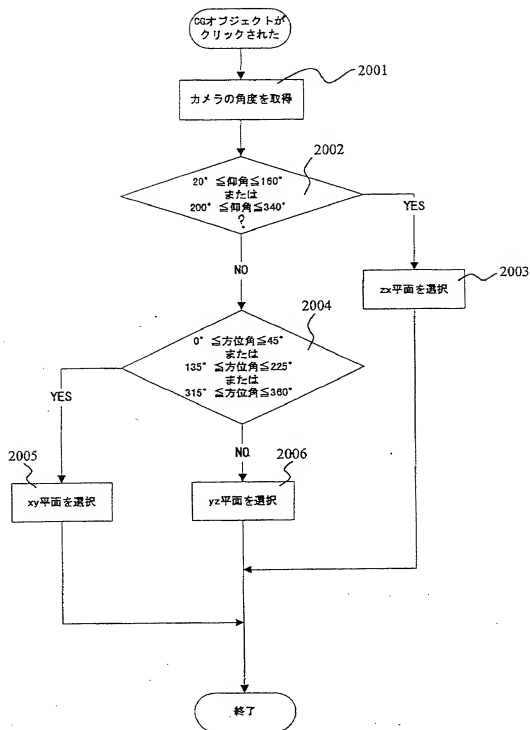 CGオブジェクトが
クリックされた
2001
カメラの角度を取得
2002
20° ≦仰角≦160°
または
200° ≦仰角≦340°
?
YES
NO
2003
zx平面を選択
2004
0° ≦方位角≦45°
または
135° ≦方位角≦225°
または
315° ≦方位角≦360°
YES
NO
2005
xy平面を選択
2006
yz平面を選択
終了